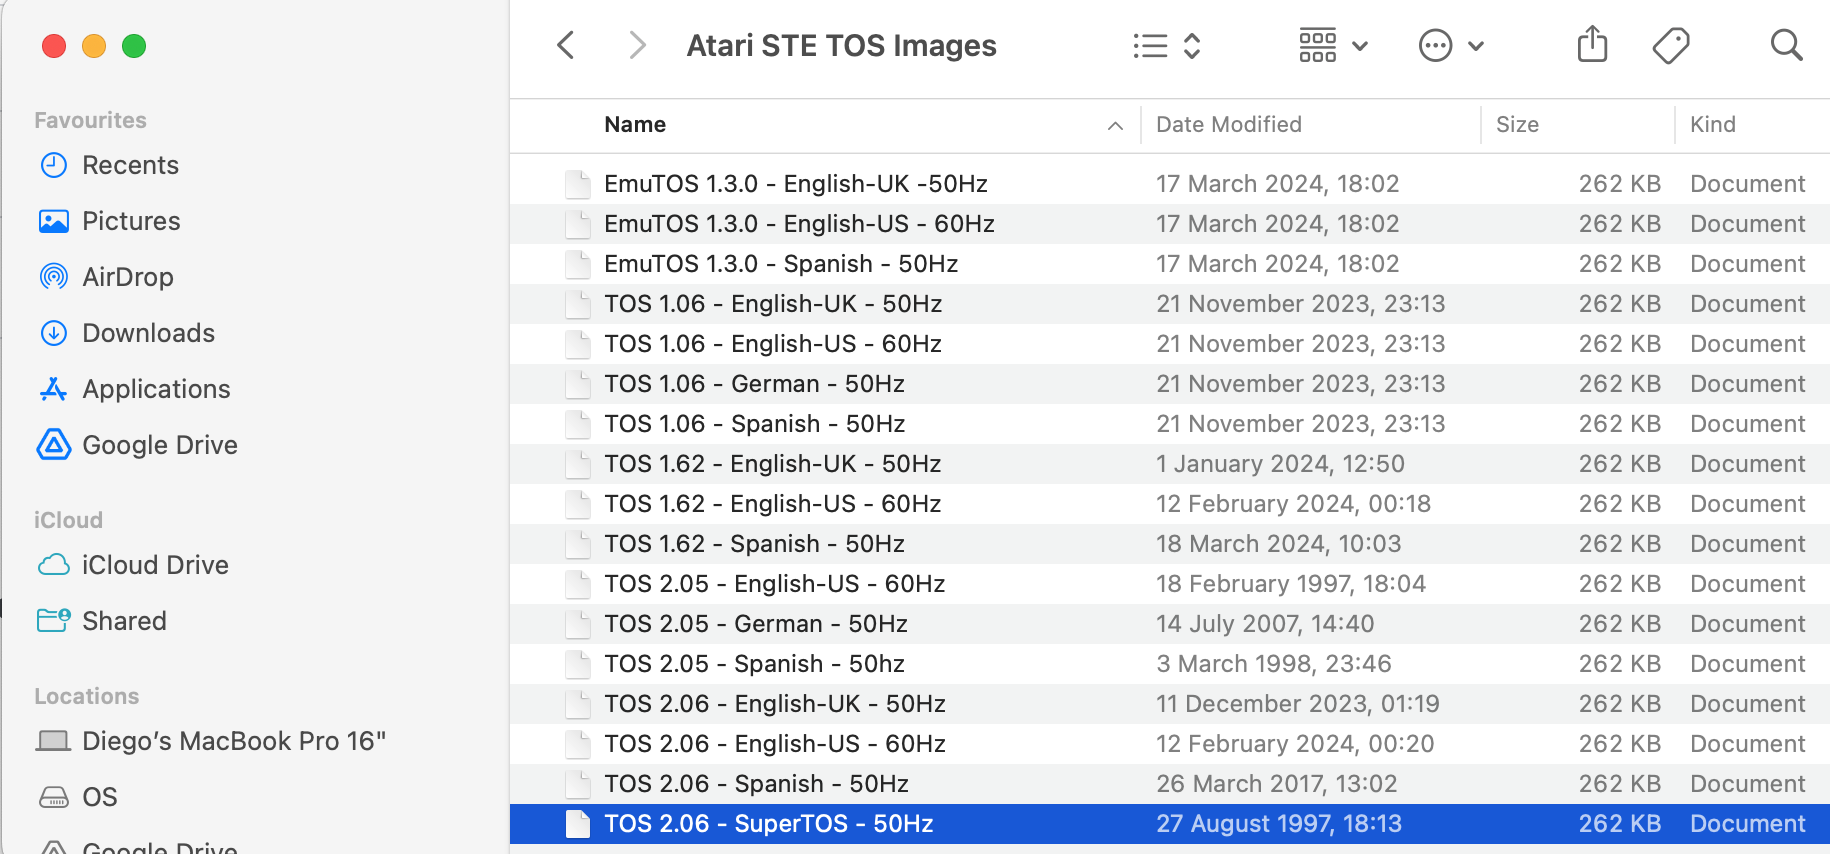 Atari STE TOS Images
Favourites
Recents
Pictures
AirDrop
Downloads
Applications
Google Drive
iCloud
iCloud Drive
Shared
Locations
Diego’s MacBook Pro 16"
OS
Google Drive
Name Date Modified Size Kind
EmuTOS 1.3.0 - English-UK -50Hz 17 March 2024, 18:02 262 KB Document
EmuTOS 1.3.0 - English-US - 60Hz 17 March 2024, 18:02 262 KB Document
EmuTOS 1.3.0 - Spanish - 50Hz 17 March 2024, 18:02 262 KB Document
TOS 1.06 - English-UK - 50Hz 21 November 2023, 23:13 262 KB Document
TOS 1.06 - English-US - 60Hz 21 November 2023, 23:13 262 KB Document
TOS 1.06 - German - 50Hz 21 November 2023, 23:13 262 KB Document
TOS 1.06 - Spanish - 50Hz 21 November 2023, 23:13 262 KB Document
TOS 1.62 - English-UK - 50Hz 1 January 2024, 12:50 262 KB Document
TOS 1.62 - English-US - 60Hz 12 February 2024, 00:18 262 KB Document
TOS 1.62 - Spanish - 50Hz 18 March 2024, 10:03 262 KB Document
TOS 2.05 - English-US - 60Hz 18 February 1997, 18:04 262 KB Document
TOS 2.05 - German - 50Hz 14 July 2007, 14:40 262 KB Document
TOS 2.05 - Spanish - 50hz 3 March 1998, 23:46 262 KB Document
TOS 2.06 - English-UK - 50Hz 11 December 2023, 01:19 262 KB Document
TOS 2.06 - English-US - 60Hz 12 February 2024, 00:20 262 KB Document
TOS 2.06 - Spanish - 50Hz 26 March 2017, 13:02 262 KB Document
TOS 2.06 - SuperTOS - 50Hz 27 August 1997, 18:13 262 KB Document